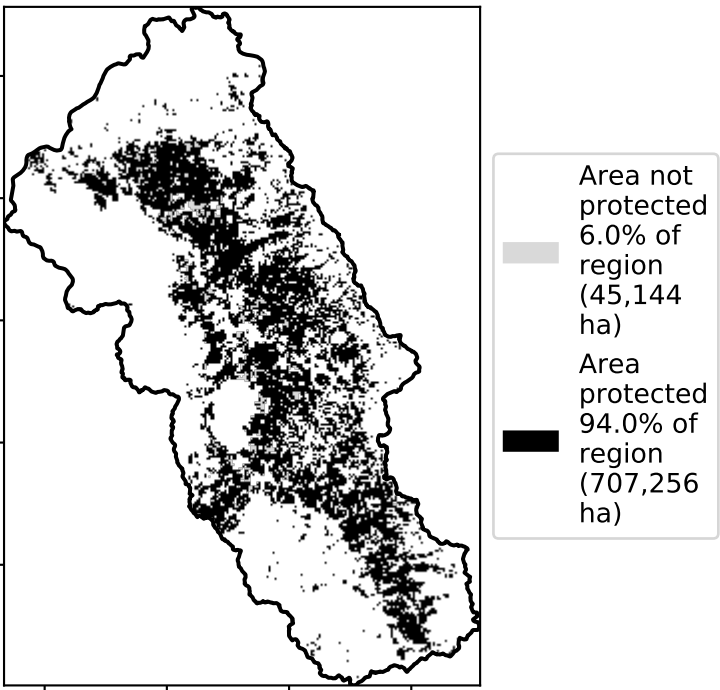 Area not
protected
6.0% of
region
(45,144
ha)
Area
protected
94.0% of
region
(707,256
ha)